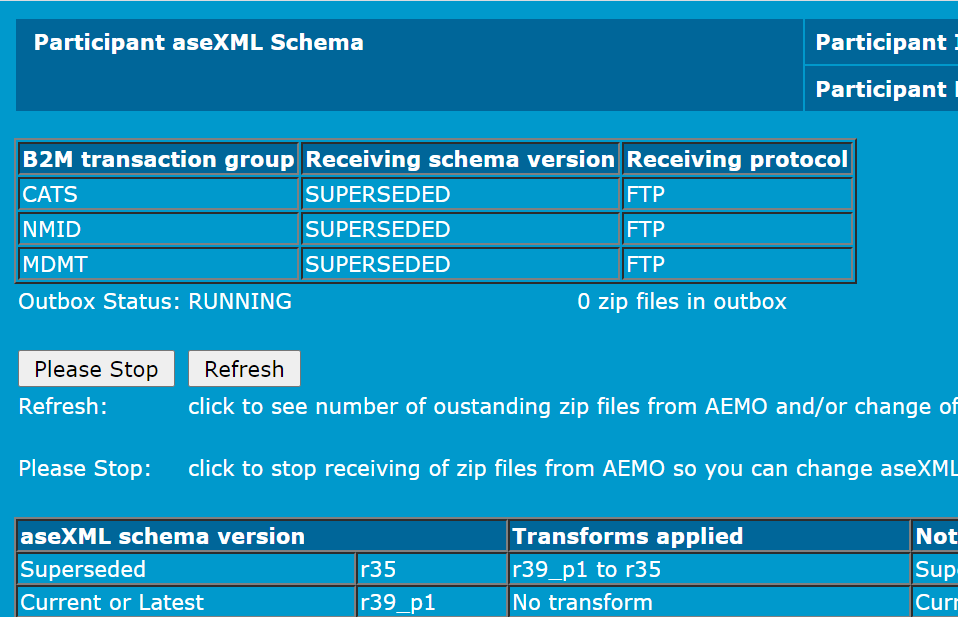 Participant aseXML Schema
Participant
Participant
B2M transaction group Receiving schema version Receiving protocol
CATS SUPERSEDED FTP
NMID SUPERSEDED FTP
MDMT SUPERSEDED FTP
Outbox Status: RUNNING 0 zip files in outbox
Please Stop Refresh
Refresh: click to see number of oustanding zip files from AEMO and/or change of
Please Stop: click to stop receiving of zip files from AEMO so you can change aseXML
aseXML schema version Transforms applied Not
Superseded r35 r39_p1 to r35 Supe
Current or Latest r39_p1 No transform Curr